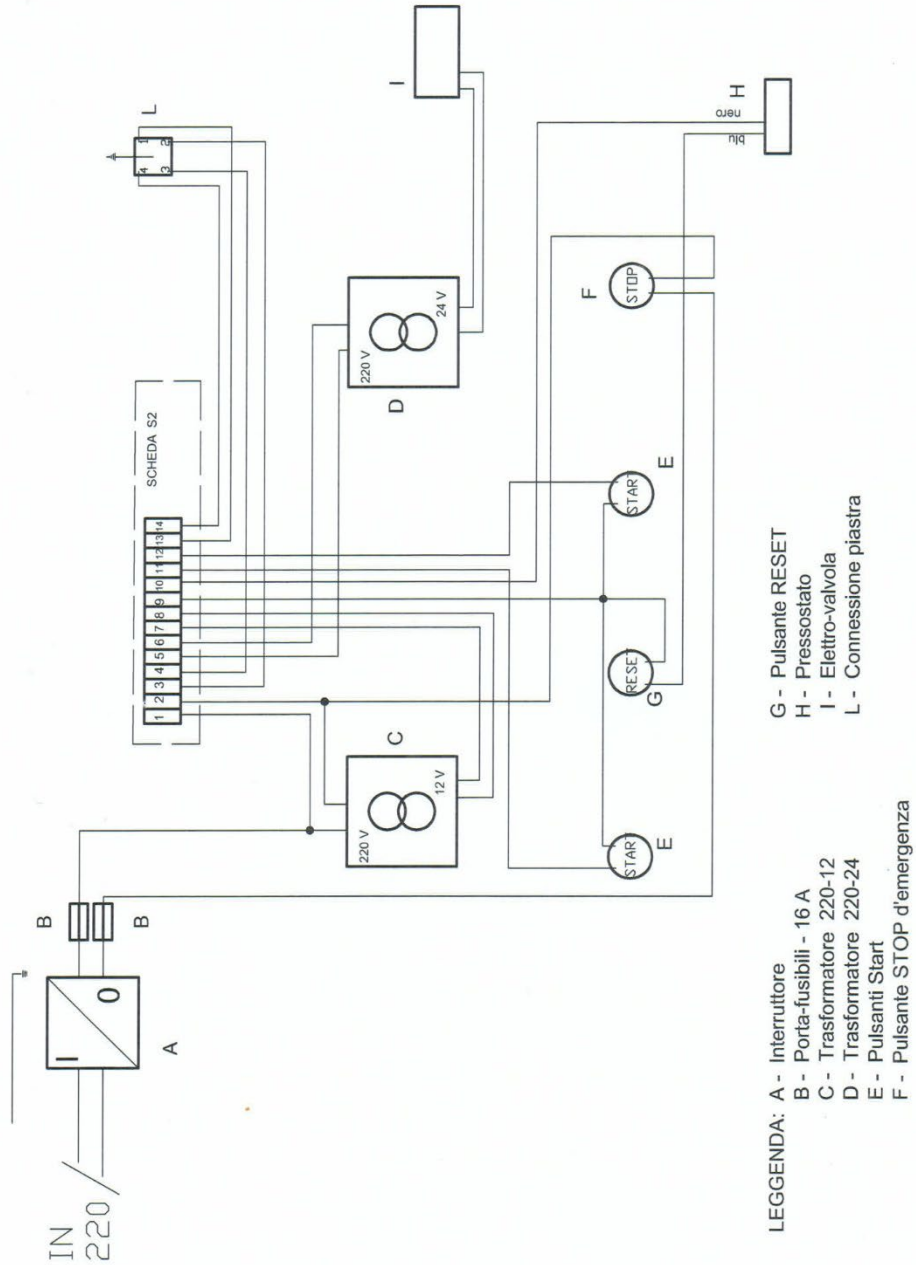 IN
220
A
B
B
SCHEDA S2
1 2 3 4 5 6 7 8 9 10 11 12 13 14
L
4 1
3 2
220 V
12 V
C
220 V
24 V
D
I
START
E
RESET
G
START
E
STOP
F
blu
nero
H
LEGGENDA:
A - Interruttore
B - Porta-fusibili - 16 A
C - Trasformatore 220-12
D - Trasformatore 220-24
E - Pulsanti Start
F - Pulsante STOP d'emergenza
G - Pulsante RESET
H - Pressostato
I - Elettro-valvola
L - Connessione piastra
I
0